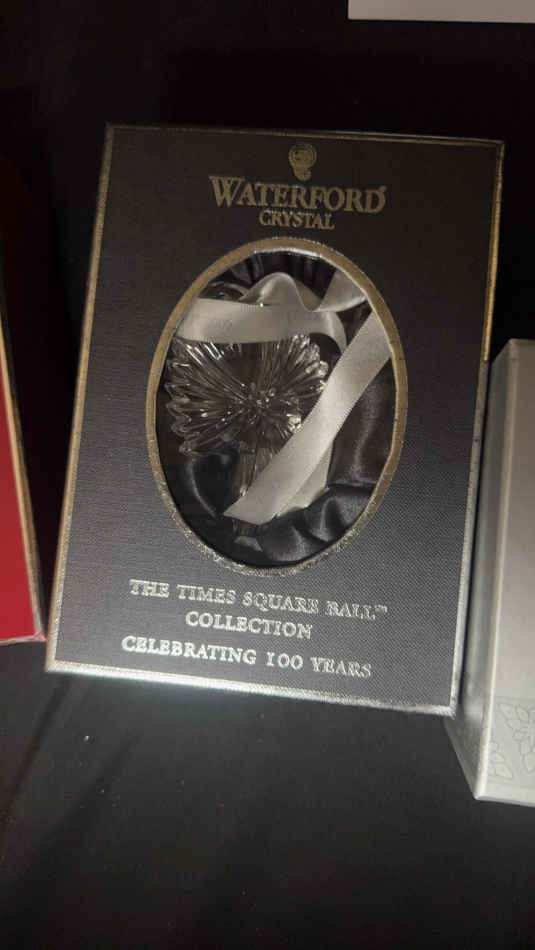 WATERFORD
CRYSTAL
THE TIMES SQUARE BALL™
COLLECTION
CELEBRATING 100 YEARS